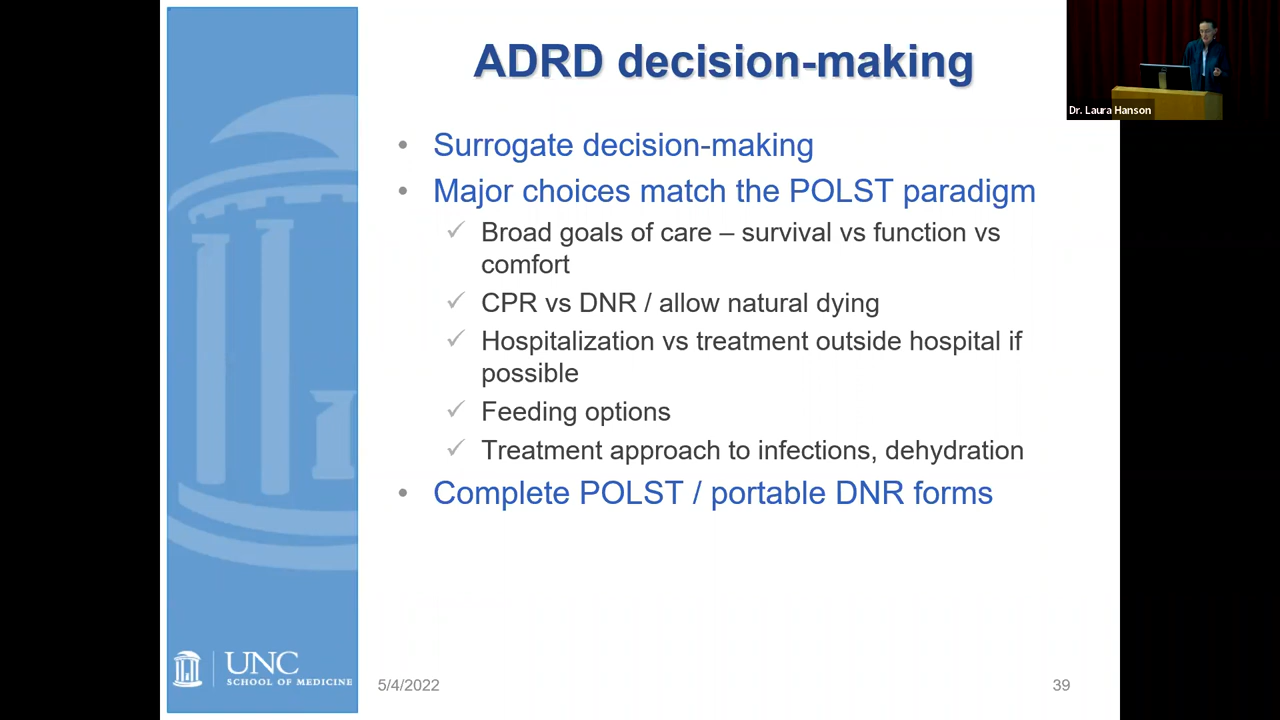 ADRD decision-making
Dr. Laura Hanson
• Surrogate decision-making
• Major choices match the POLST paradigm
✓ Broad goals of care – survival vs function vs
comfort
✓ CPR vs DNR / allow natural dying
✓ Hospitalization vs treatment outside hospital if
possible
✓ Feeding options
✓ Treatment approach to infections, dehydration
• Complete POLST / portable DNR forms
UNC
SCHOOL OF MEDICINE
5/4/2022
39